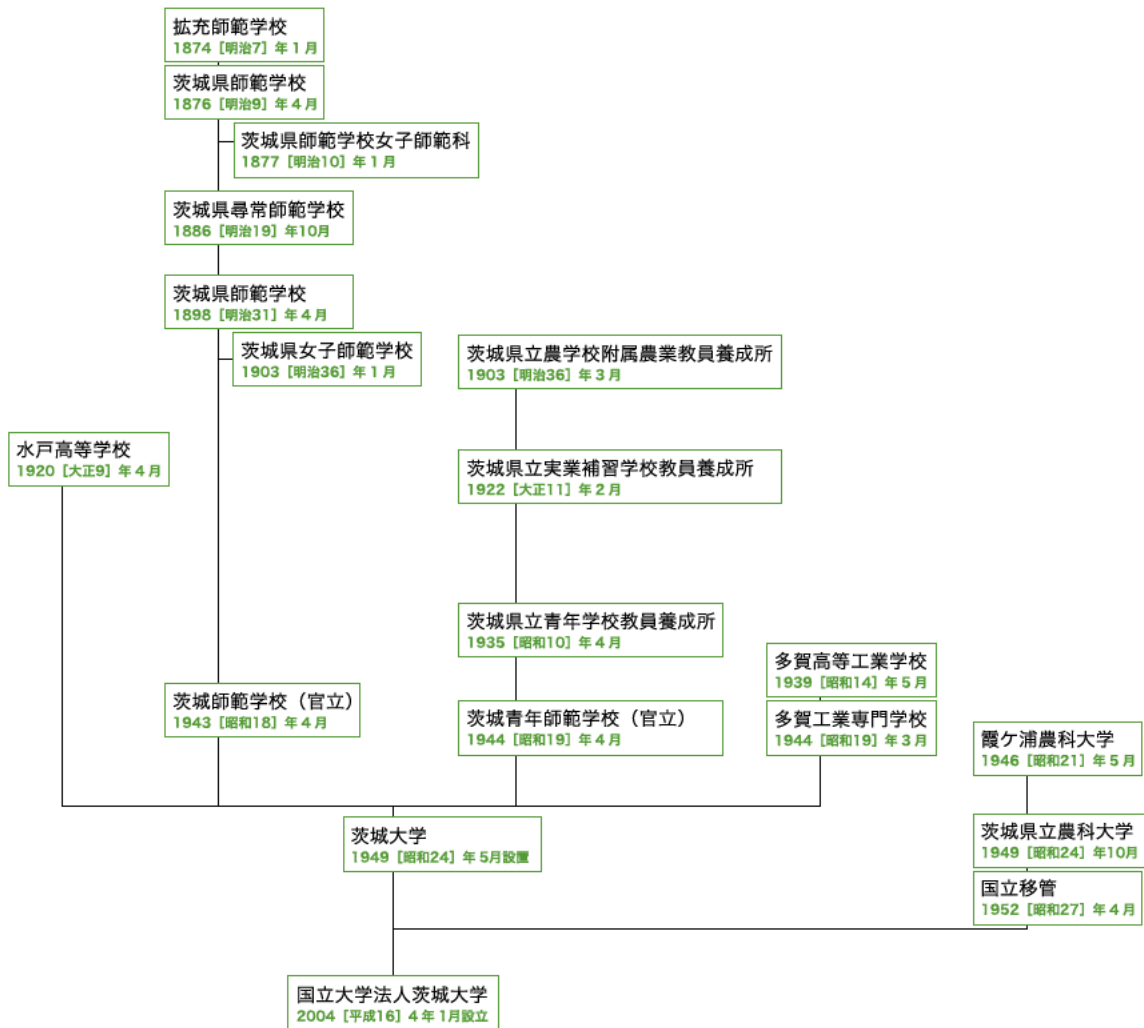 拡充師範学校
1874［明治7］年１月
茨城県師範学校
1876［明治9］年４月
茨城県師範学校女子師範科
1877［明治10］年１月
茨城県尋常師範学校
1886［明治19］年10月
茨城県師範学校
1898［明治31］年４月
茨城県女子師範学校
1903［明治36］年１月
茨城県立農学校附属農業教員養成所
1903［明治36］年３月
水戸高等学校
1920［大正9］年４月
茨城県立実業補習学校教員養成所
1922［大正11］年２月
茨城県立青年学校教員養成所
1935［昭和10］年４月
多賀高等工業学校
1939［昭和14］年５月
茨城師範学校（官立）
1943［昭和18］年４月
茨城青年師範学校（官立）
1944［昭和19］年４月
多賀工業専門学校
1944［昭和19］年３月
霞ケ浦農科大学
1946［昭和21］年５月
茨城大学
1949［昭和24］年５月設置
茨城県立農科大学
1949［昭和24］年10月
国立移管
1952［昭和27］年４月
国立大学法人茨城大学
2004［平成16］４年１月設立